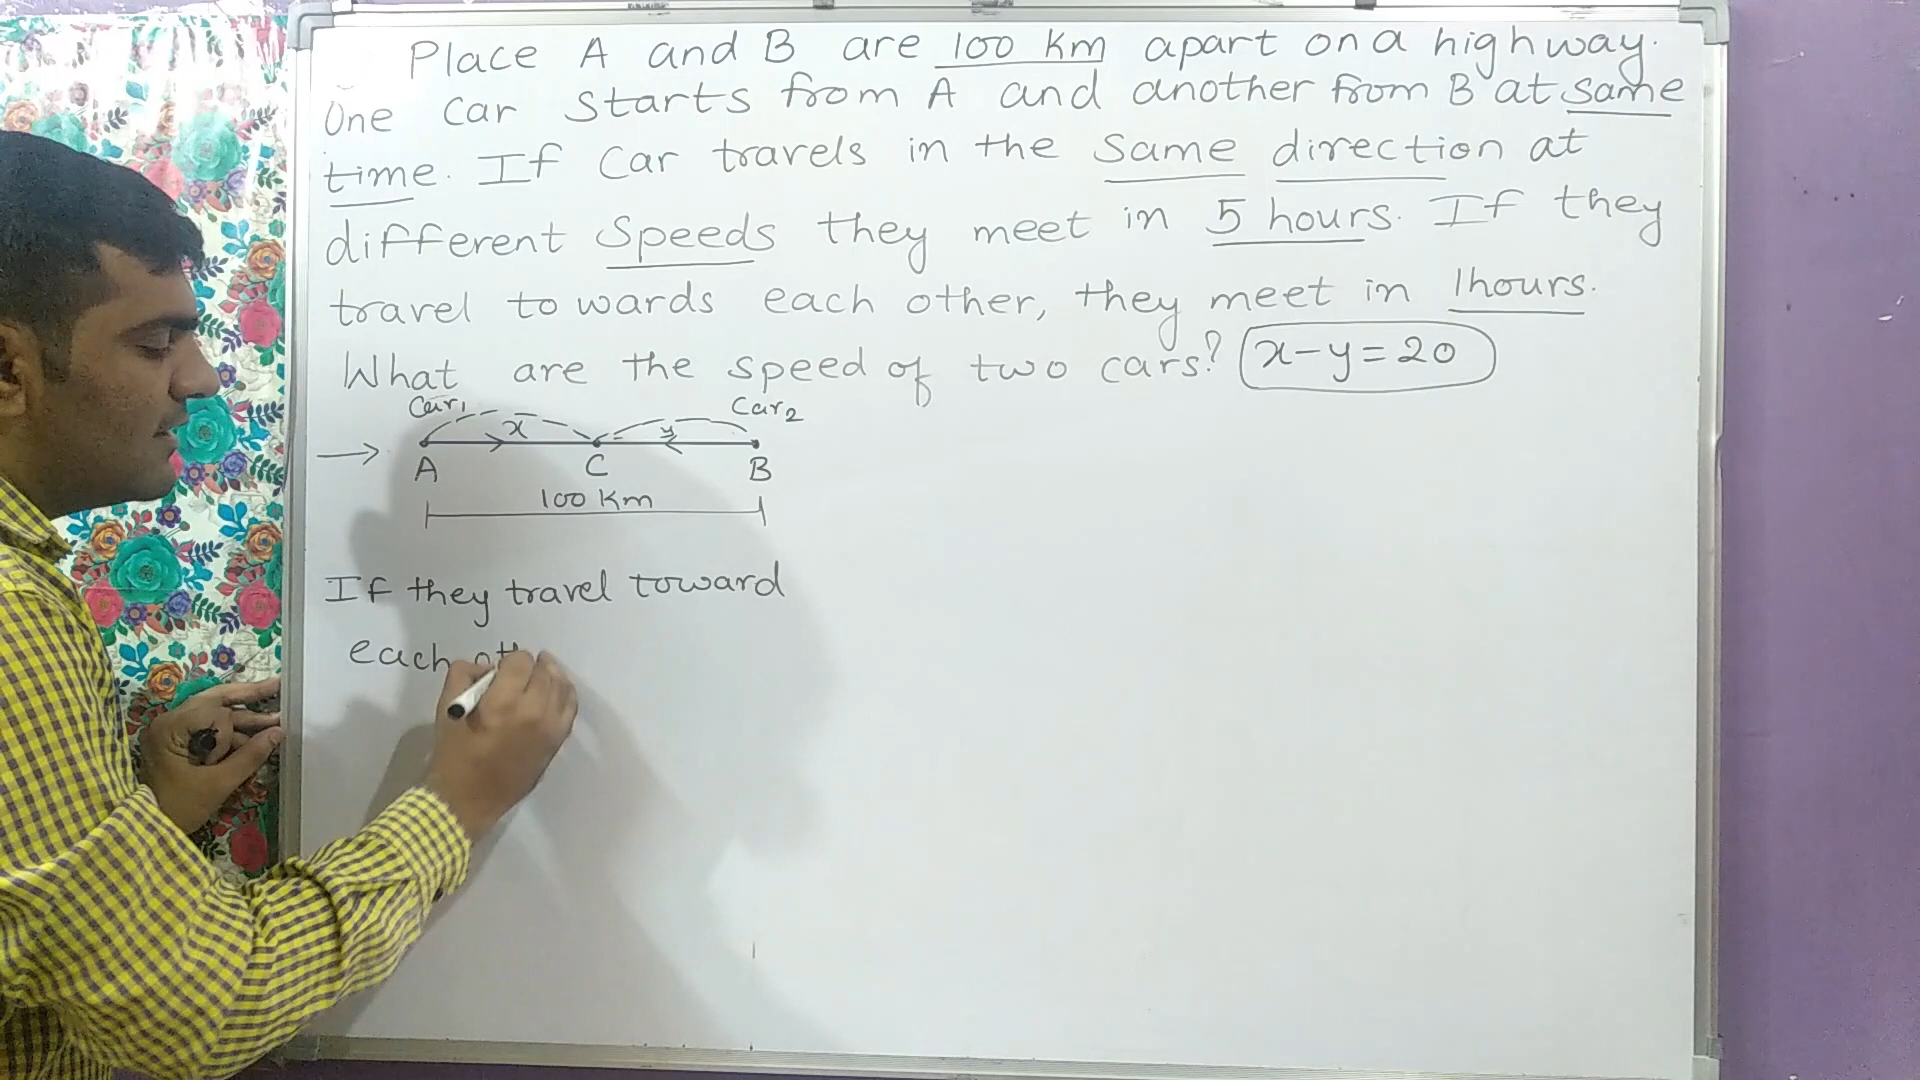 Place A and B are 100 Km apart on a highway.
One car starts from A and another from B at same
time. If car travels in the same direction at
different speeds they meet in 5 hours. If they
travel towards each other, they meet in 1hours.
What are the speed of two cars? x-y=20
Car1 Car2
x y
A C B
100 Km
If they travel toward
each oth